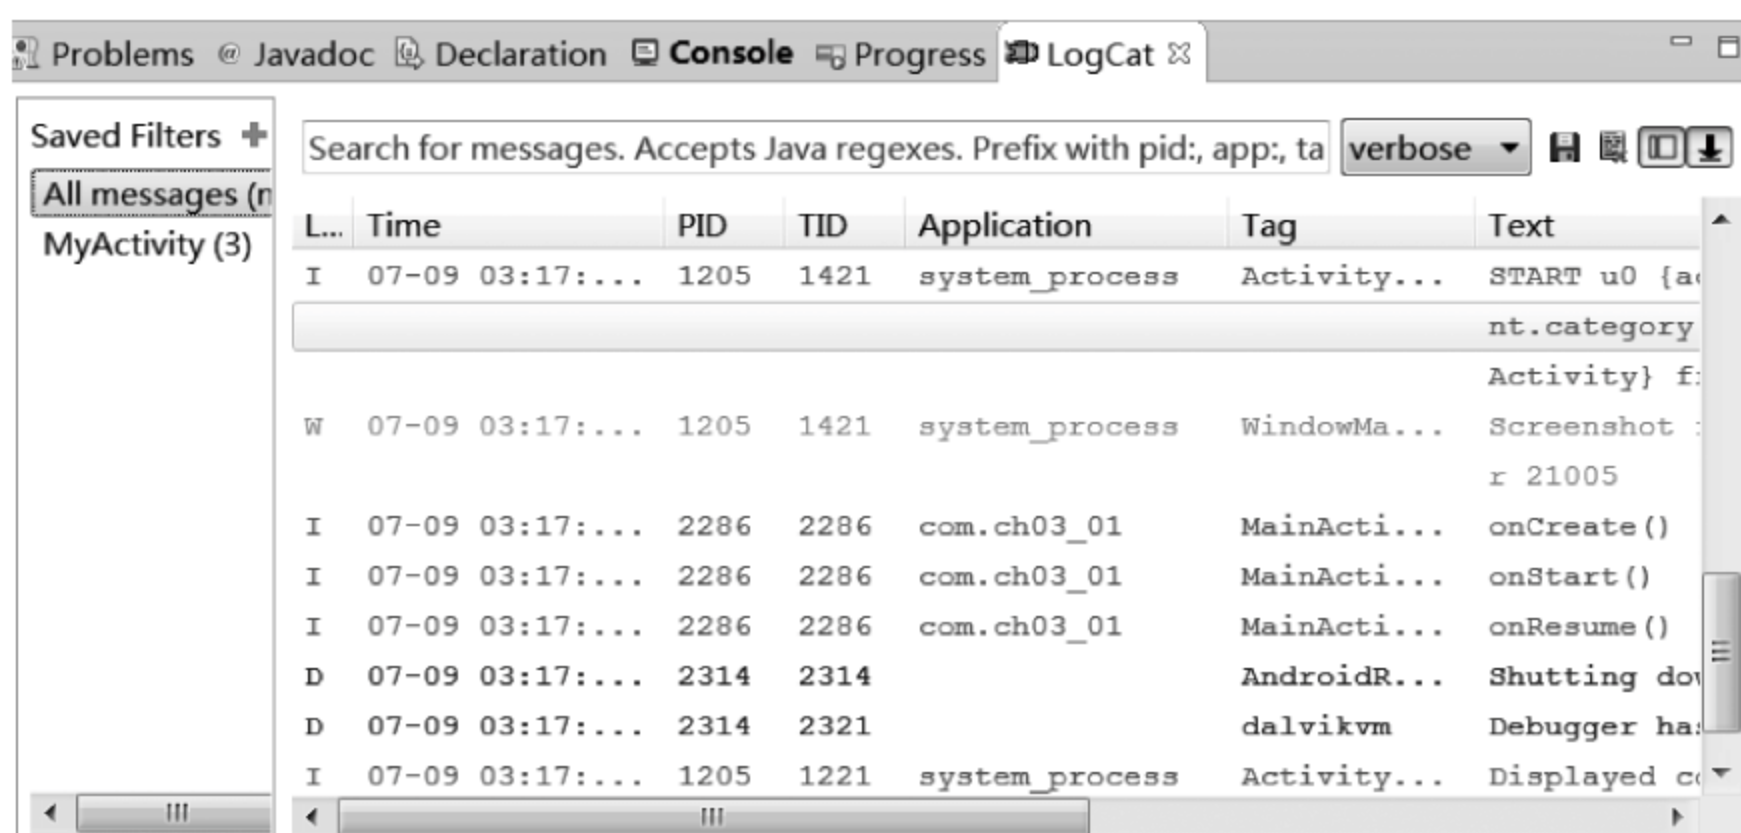 Problems @ Javadoc Declaration Console Progress LogCat
Saved Filters
All messages (n
MyActivity (3)
Search for messages. Accepts Java regexes. Prefix with pid:, app:, ta verbose
L... Time PID TID Application Tag Text
I 07-09 03:17:... 1205 1421 system_process Activity... START u0 {ac
nt.category
Activity} f
W 07-09 03:17:... 1205 1421 system_process WindowMa... Screenshot
r 21005
I 07-09 03:17:... 2286 2286 com.ch03_01 MainActi... onCreate()
I 07-09 03:17:... 2286 2286 com.ch03_01 MainActi... onStart()
I 07-09 03:17:... 2286 2286 com.ch03_01 MainActi... onResume()
D 07-09 03:17:... 2314 2314 AndroidR... Shutting dow
D 07-09 03:17:... 2314 2321 dalvikvm Debugger has
I 07-09 03:17:... 1205 1221 system_process Activity... Displayed co